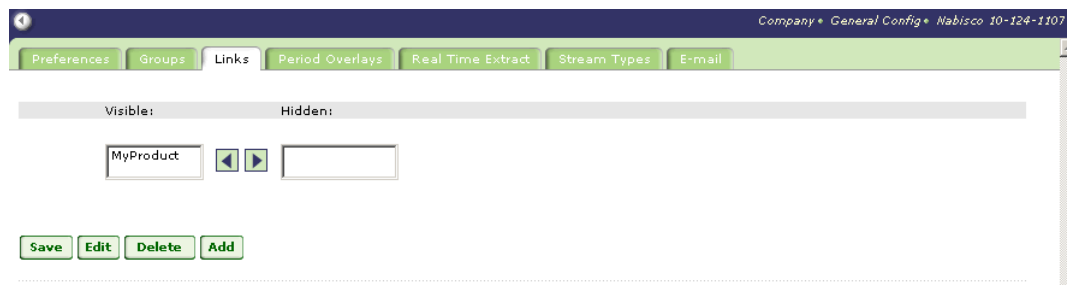 Company • General Config • Nabisco 10-124-1107
Preferences Groups Links Period Overlays Real Time Extract Stream Types E-mail
Visible: Hidden:
MyProduct
Save Edit Delete Add